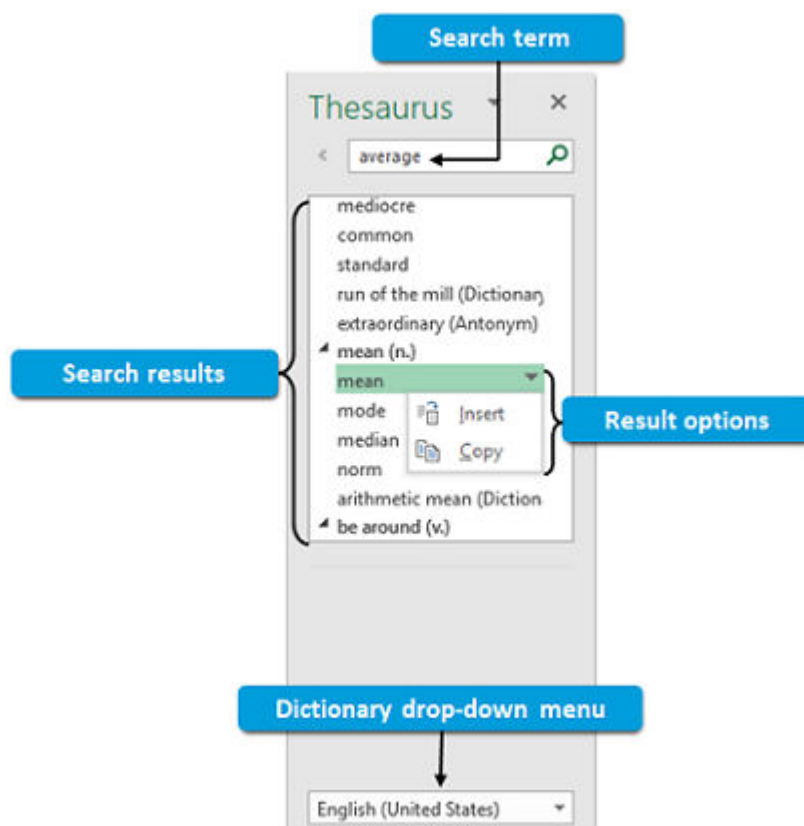 Search term
Thesaurus
average
mediocre
common
standard
run of the mill (Dictionary
extraordinary (Antonym)
mean (n.)
Search results
mean
mode
Insert
Result options
median
Copy
norm
arithmetic mean (Diction
be around (v.)
Dictionary drop-down menu
English (United States)